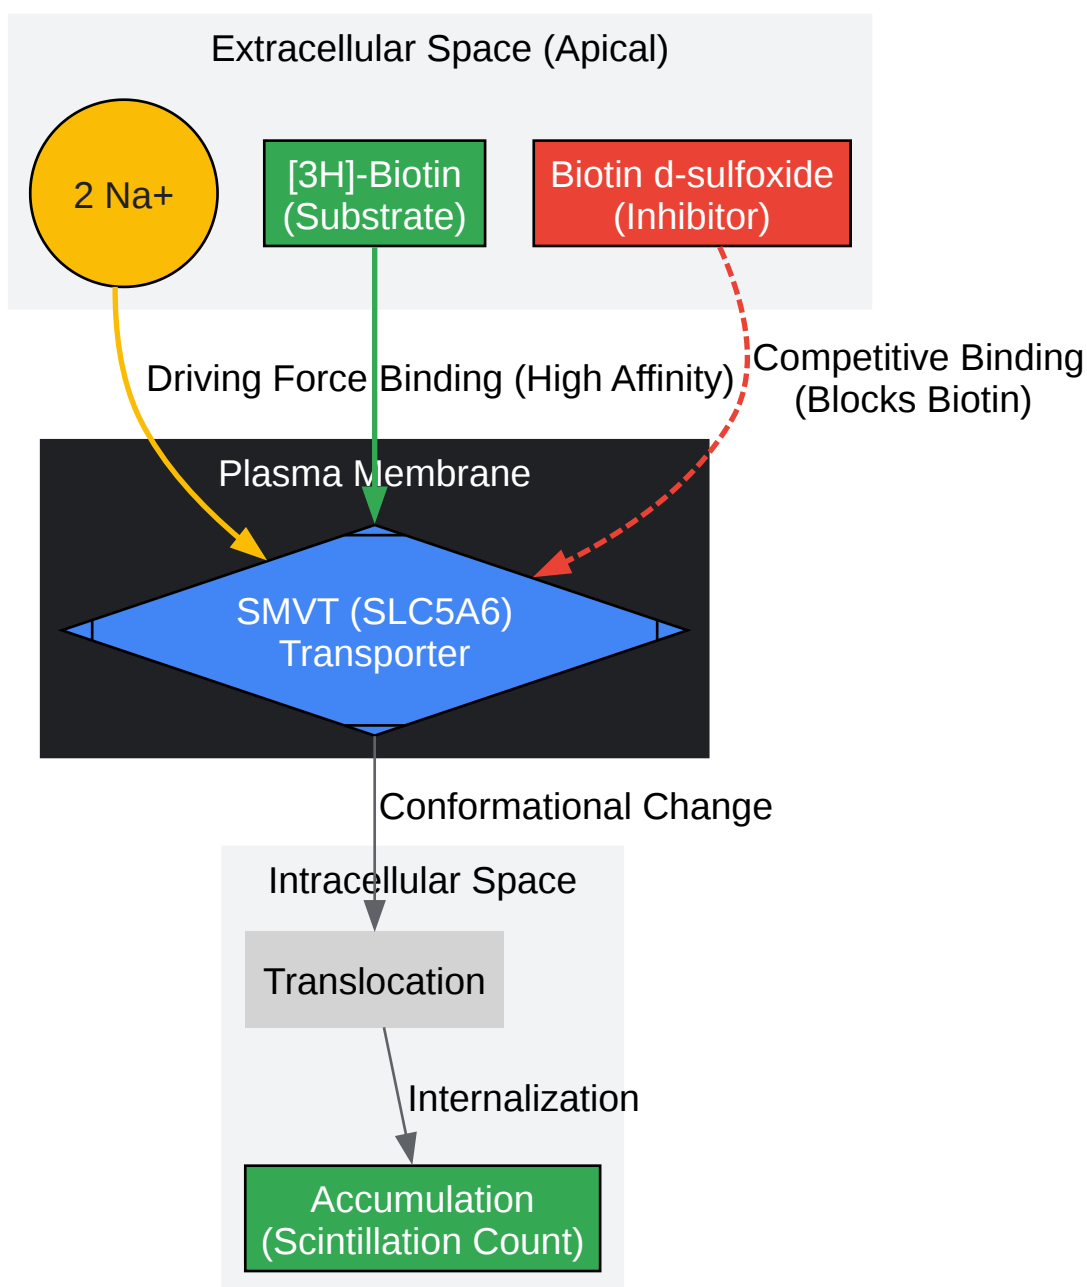 Extracellular Space (Apical)
2 Na+
[3H]-Biotin
(Substrate)
Biotin d-sulfoxide
(Inhibitor)
Driving Force
Binding (High Affinity)
Competitive Binding
(Blocks Biotin)
Plasma Membrane
SMVT (SLC5A6)
Transporter
Conformational Change
Intracellular Space
Translocation
Internalization
Accumulation
(Scintillation Count)